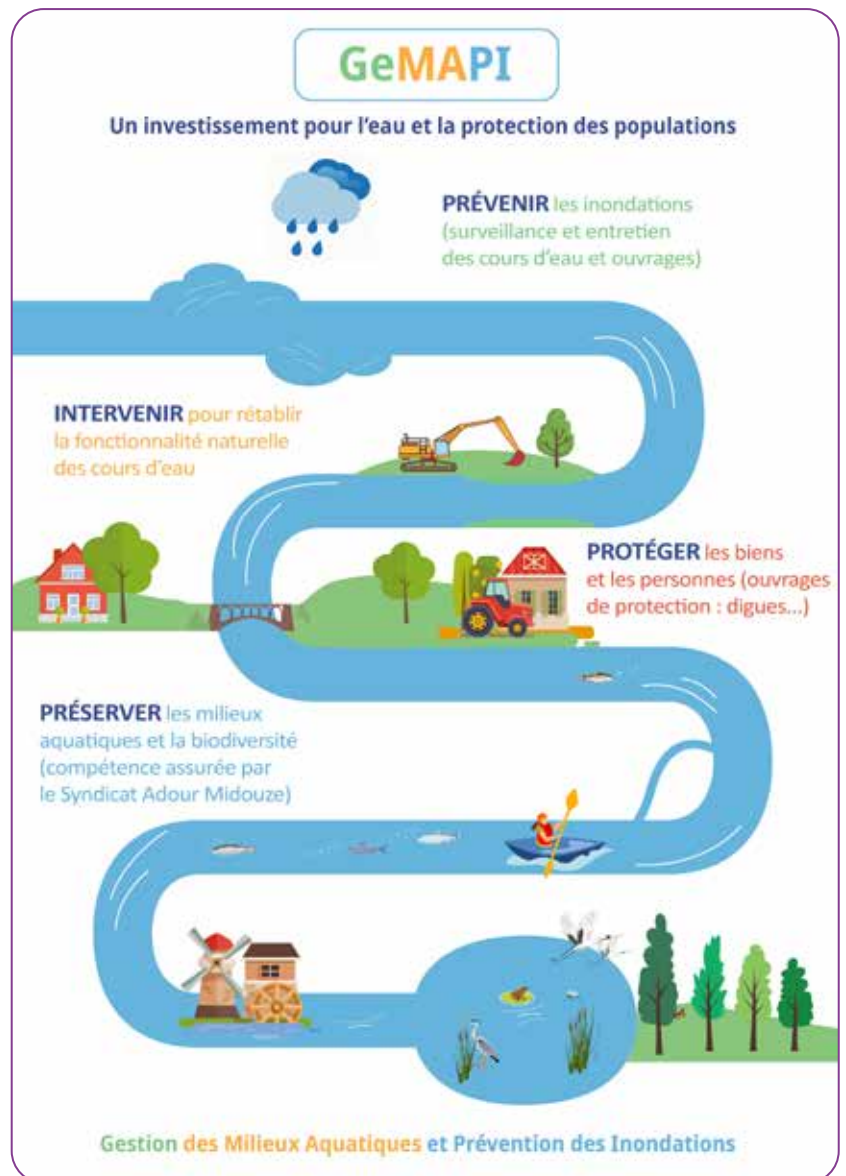 GeMAPI
Un investissement pour l'eau et la protection des populations
PRÉVENIR les inondations
(surveillance et entretien
des cours d'eau et ouvrages)
INTERVENIR pour rétablir
la fonctionnalité naturelle
des cours d'eau
PROTÉGER les biens
et les personnes (ouvrages
de protection : digues...)
PRÉSERVER les milieux
aquatiques et la biodiversité
(compétence assurée par
le Syndicat Adour Midouze)
Gestion des Milieux Aquatiques et Prévention des Inondations